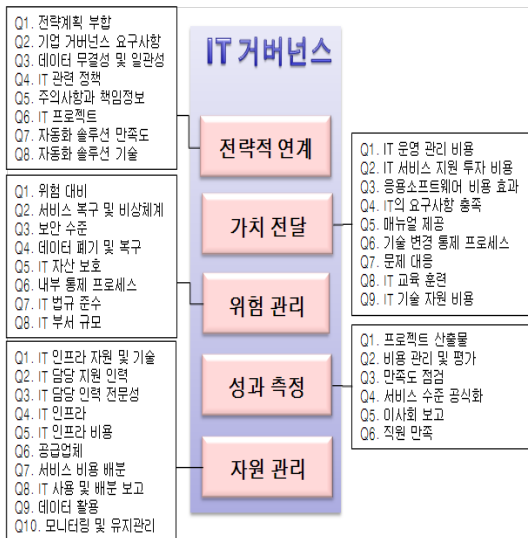 IT 거버넌스
Q1. 전략계획 부합
Q2. 기업 거버넌스 요구사항
Q3. 데이터 무결성 및 일관성
Q4. IT 관련 정책
Q5. 주의사항과 책임정보
Q6. IT 프로젝트
Q7. 자동화 솔루션 만족도
Q8. 자동화 솔루션 기술
전략적 연계
Q1. IT 운영 관리 비용
Q2. IT 서비스 지원 투자 비용
Q3. 응용소프트웨어 비용 효과
Q4. IT의 요구사항 충족
Q5. 매뉴얼 제공
Q6. 기술 변경 통제 프로세스
Q7. 문제 대응
Q8. IT 교육 훈련
Q9. IT 기술 자원 비용
가치 전달
Q1. 위험 대비
Q2. 서비스 복구 및 비상체계
Q3. 보안 수준
Q4. 데이터 폐기 및 복구
Q5. IT 자산 보호
Q6. 내부 통제 프로세스
Q7. IT 법규 준수
Q8. IT 부서 규모
위험 관리
Q1. 프로젝트 산출물
Q2. 비용 관리 및 평가
Q3. 만족도 점검
Q4. 서비스 수준 공식화
Q5. 이사회 보고
Q6. 직원 만족
성과 측정
Q1. IT 인프라 자원 및 기술
Q2. IT 담당 지원 인력
Q3. IT 담당 인력 전문성
Q4. IT 인프라
Q5. IT 인프라 비용
Q6. 공급업체
Q7. 서비스 비용 배분
Q8. IT 사용 및 배분 보고
Q9. 데이터 활용
Q10. 모니터링 및 유지관리
자원 관리